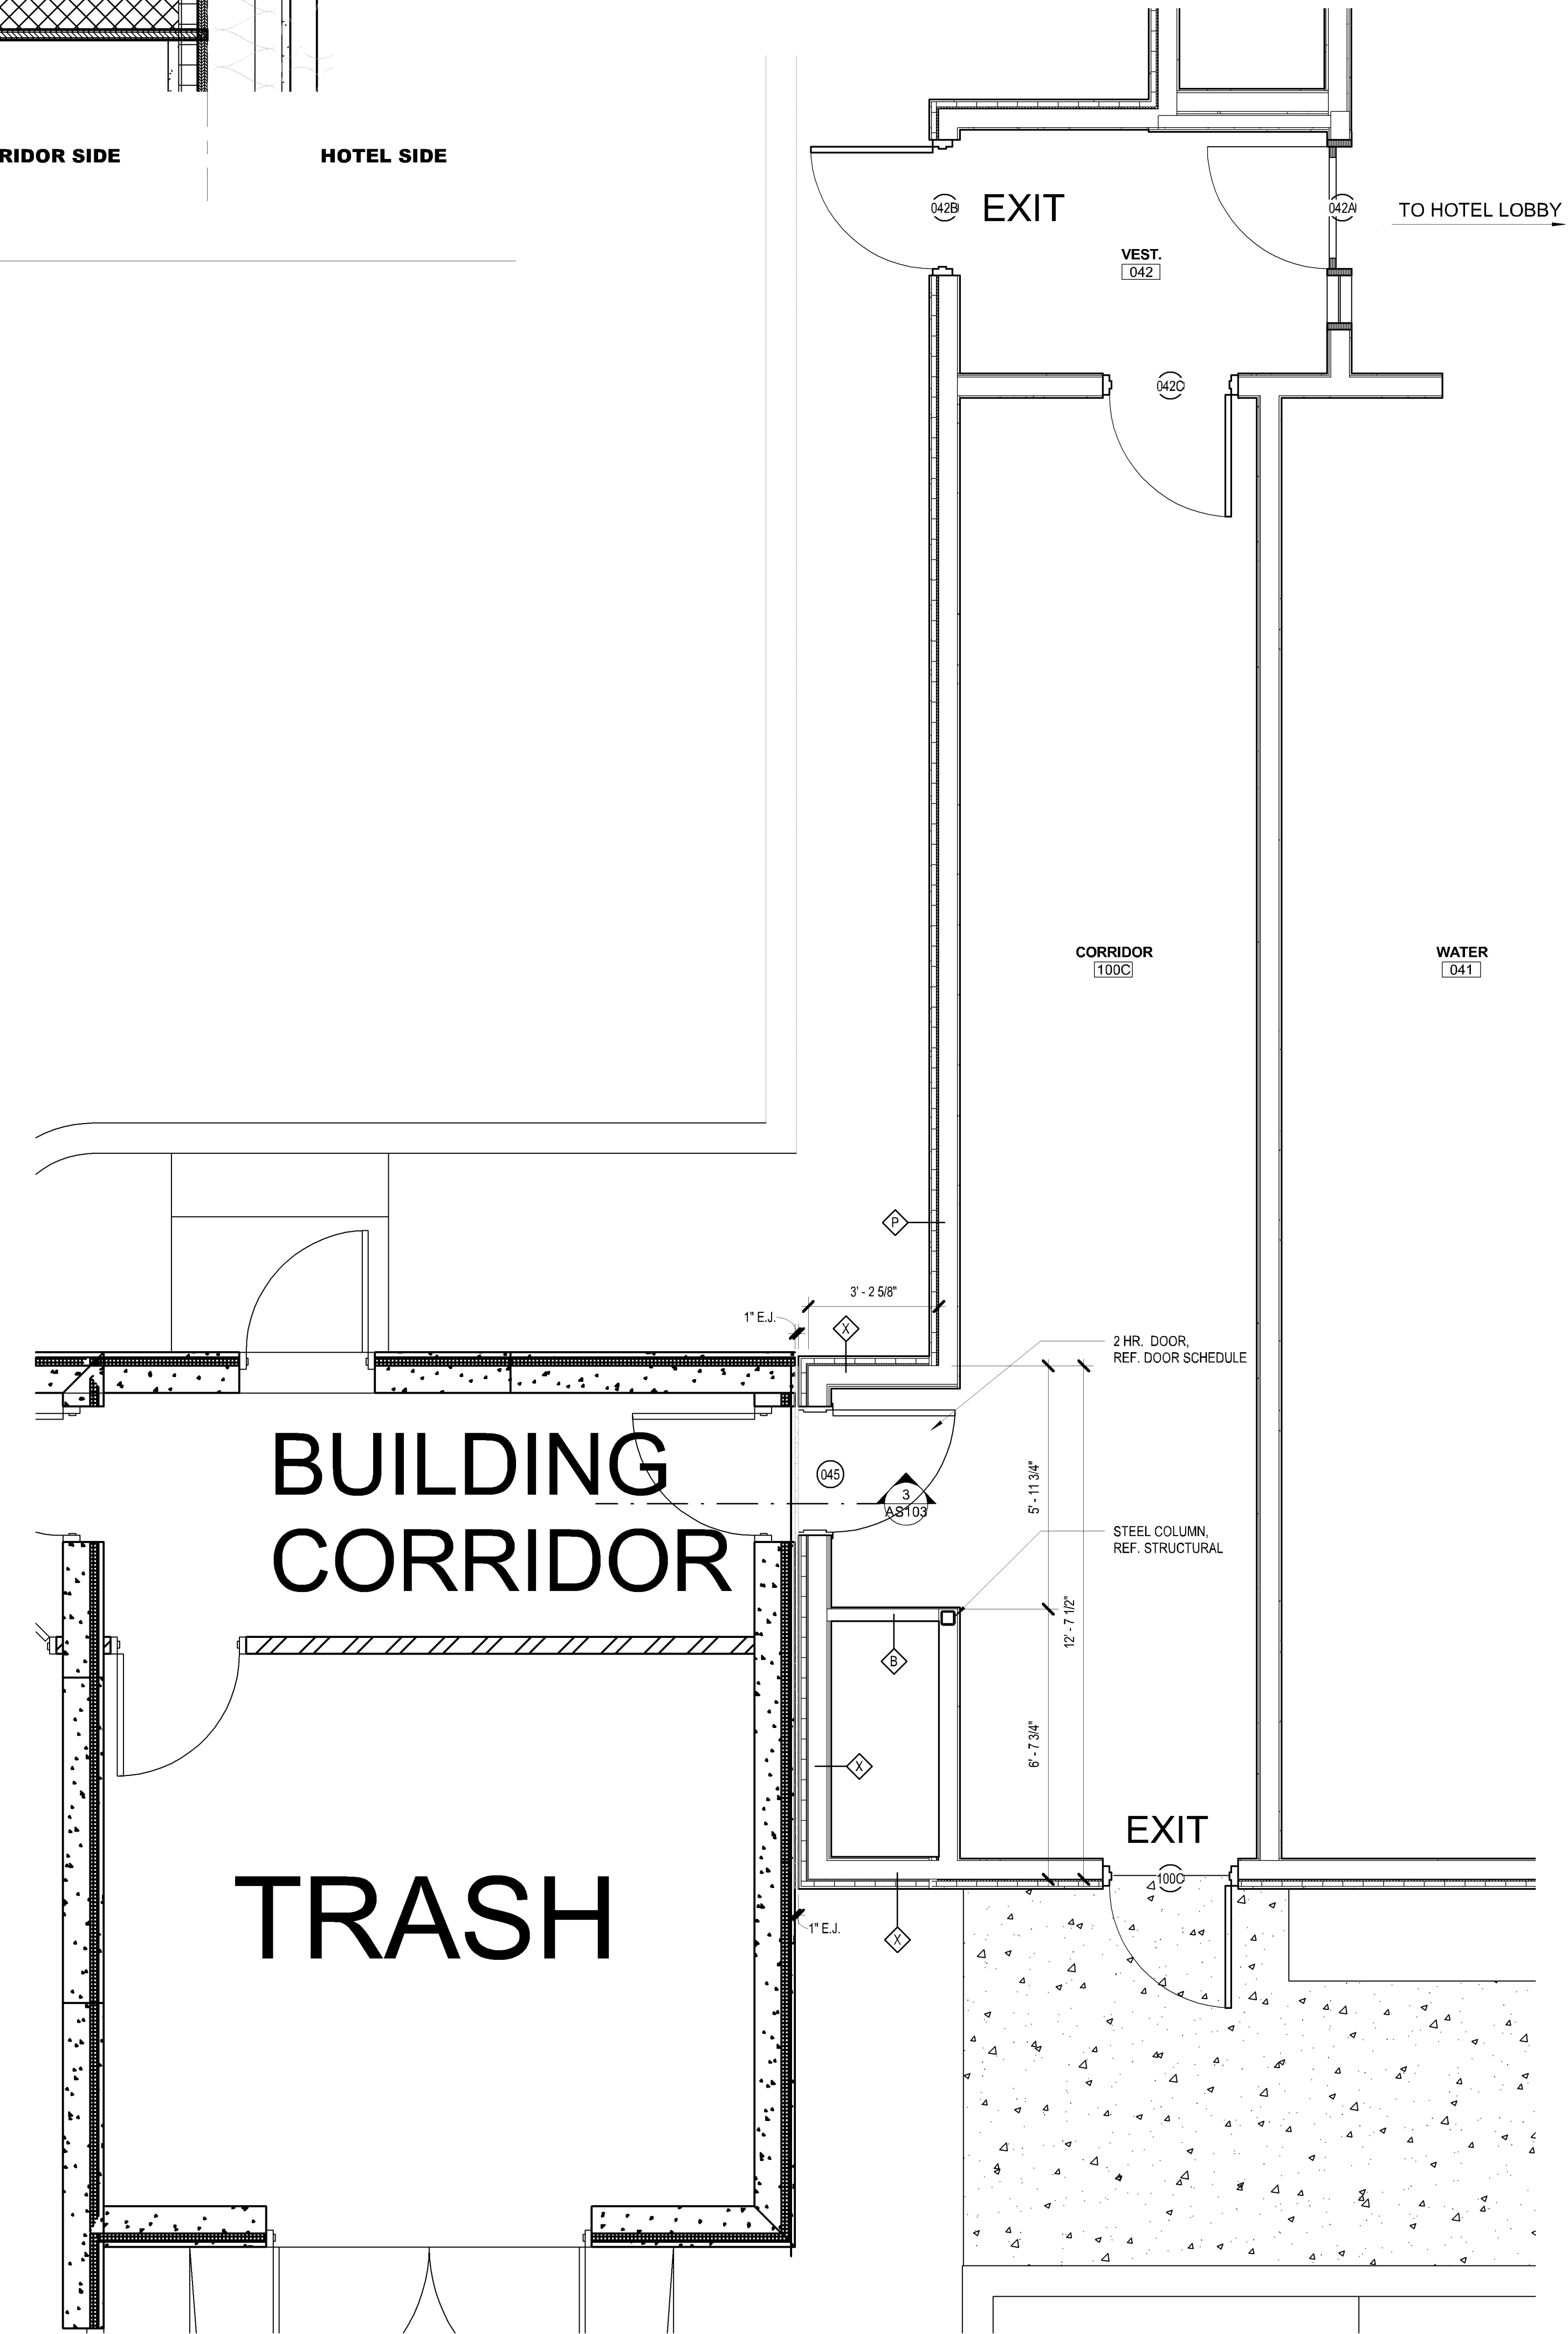 RIDOR SIDE
HOTEL SIDE
042B
EXIT
042A
TO HOTEL LOBBY
VEST.
042
042C
CORRIDOR
100C
WATER
041
P
3' - 2 5/8"
1" E.J.
X
2 HR. DOOR,
REF. DOOR SCHEDULE
BUILDING
CORRIDOR
045
3
AS103
5' - 11 3/4"
STEEL COLUMN,
REF. STRUCTURAL
12' - 7 1/2"
B
6' - 7 3/4"
X
EXIT
100C
TRASH
1" E.J.
X